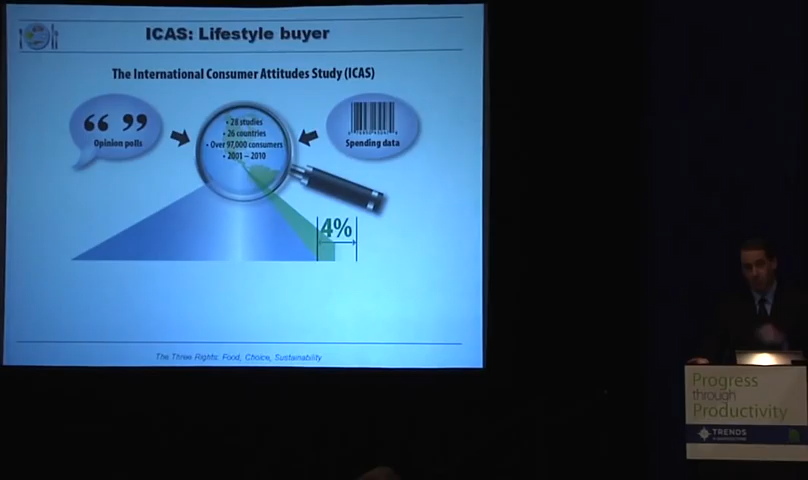 ICAS: Lifestyle buyer
The International Consumer Attitudes Study (ICAS)
“ ”
Opinion polls
• 28 studies
• 26 countries
• Over 97,000 consumers
• 2001 – 2010
Spending data
4%
The Three Rights: Food, Choice, Sustainability
Progress
through
Productivity
TRENDS